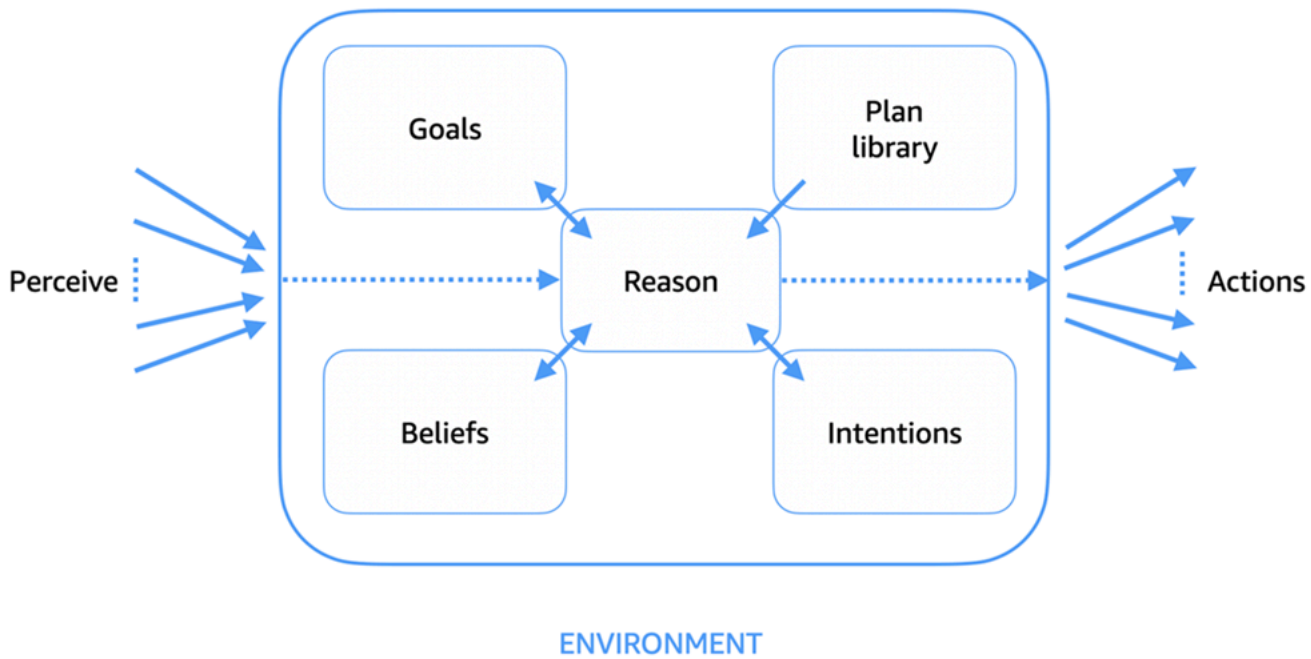 Goals
Plan
library
Perceive
Reason
Actions
Beliefs
Intentions
ENVIRONMENT